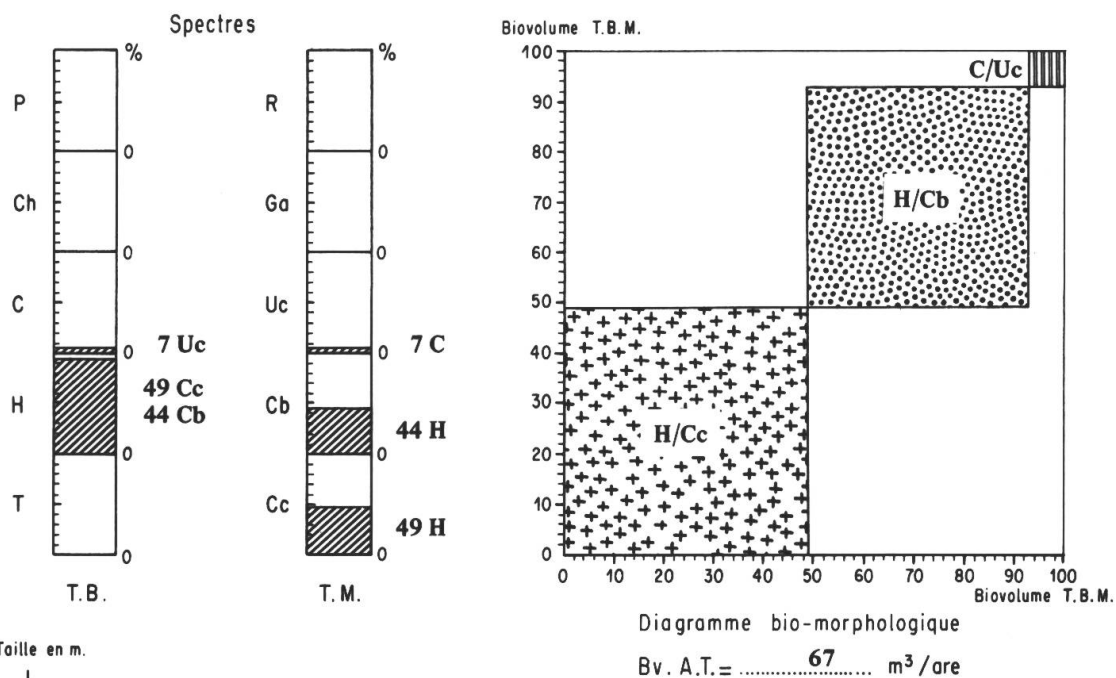 Spectres
%
P
0
Ch
0
C
7 Uc
0
H
49 Cc
44 Cb
0
T
0
T.B.
%
R
0
Ga
0
Uc
7 C
0
Cb
44 H
0
Cc
49 H
0
T.M.
Biovolume T.B.M.
100
90
80
70
60
50
40
30
20
10
0
C/Uc
H/Cb
H/Cc
0 10 20 30 40 50 60 70 80 90 100
Biovolume T.B.M.
Diagramme bio-morphologique
Bv. A.T.= 67 m³/are
Taille en m.